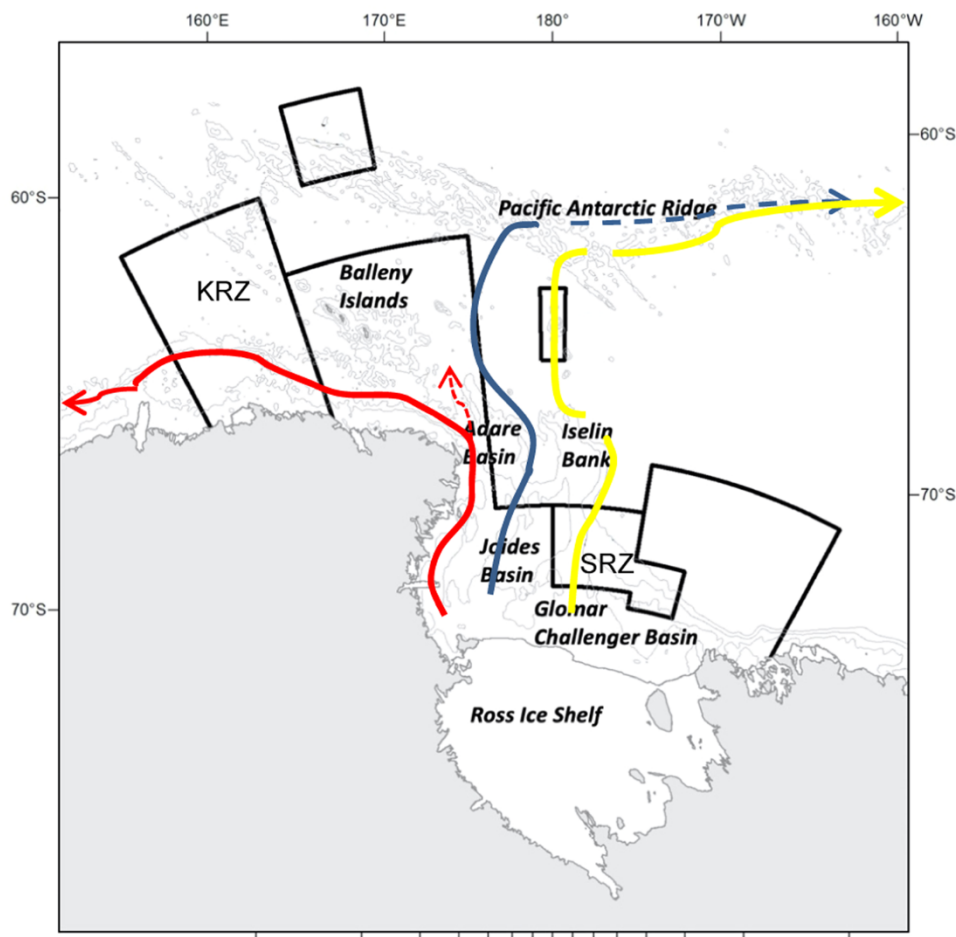 160°E 170°E 180° 170°W 160°W
60°S
60°S
Pacific Antarctic Ridge
Balleny
Islands
KRZ
Adare
Basin
Iselin
Bank
70°S
Joides
Basin
SRZ
70°S
Glomar
Challenger Basin
Ross Ice Shelf